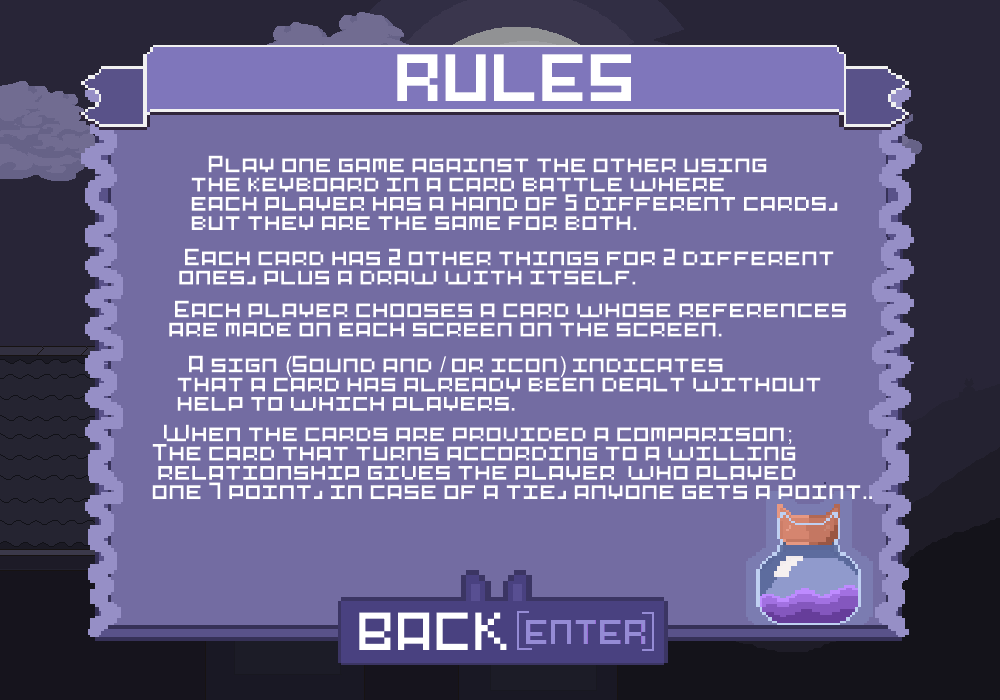 RULES
PLAY ONE GAME AGAINST THE OTHER USING
THE KEYBOARD IN A CARD BATTLE WHERE
EACH PLAYER HAS A HAND OF 5 DIFFERENT CARDS,
BUT THEY ARE THE SAME FOR BOTH.
EACH CARD HAS 2 OTHER THINGS FOR 2 DIFFERENT
ONES, PLUS A DRAW WITH ITSELF.
EACH PLAYER CHOOSES A CARD WHOSE REFERENCES
ARE MADE ON EACH SCREEN ON THE SCREEN.
A SIGN (SOUND AND / OR ICON) INDICATES
THAT A CARD HAS ALREADY BEEN DEALT WITHOUT
HELP TO WHICH PLAYERS.
WHEN THE CARDS ARE PROVIDED A COMPARISON;
THE CARD THAT TURNS ACCORDING TO A WILLING
RELATIONSHIP GIVES THE PLAYER WHO PLAYED
ONE 1 POINT, IN CASE OF A TIE, ANYONE GETS A POINT..
BACK [ENTER]